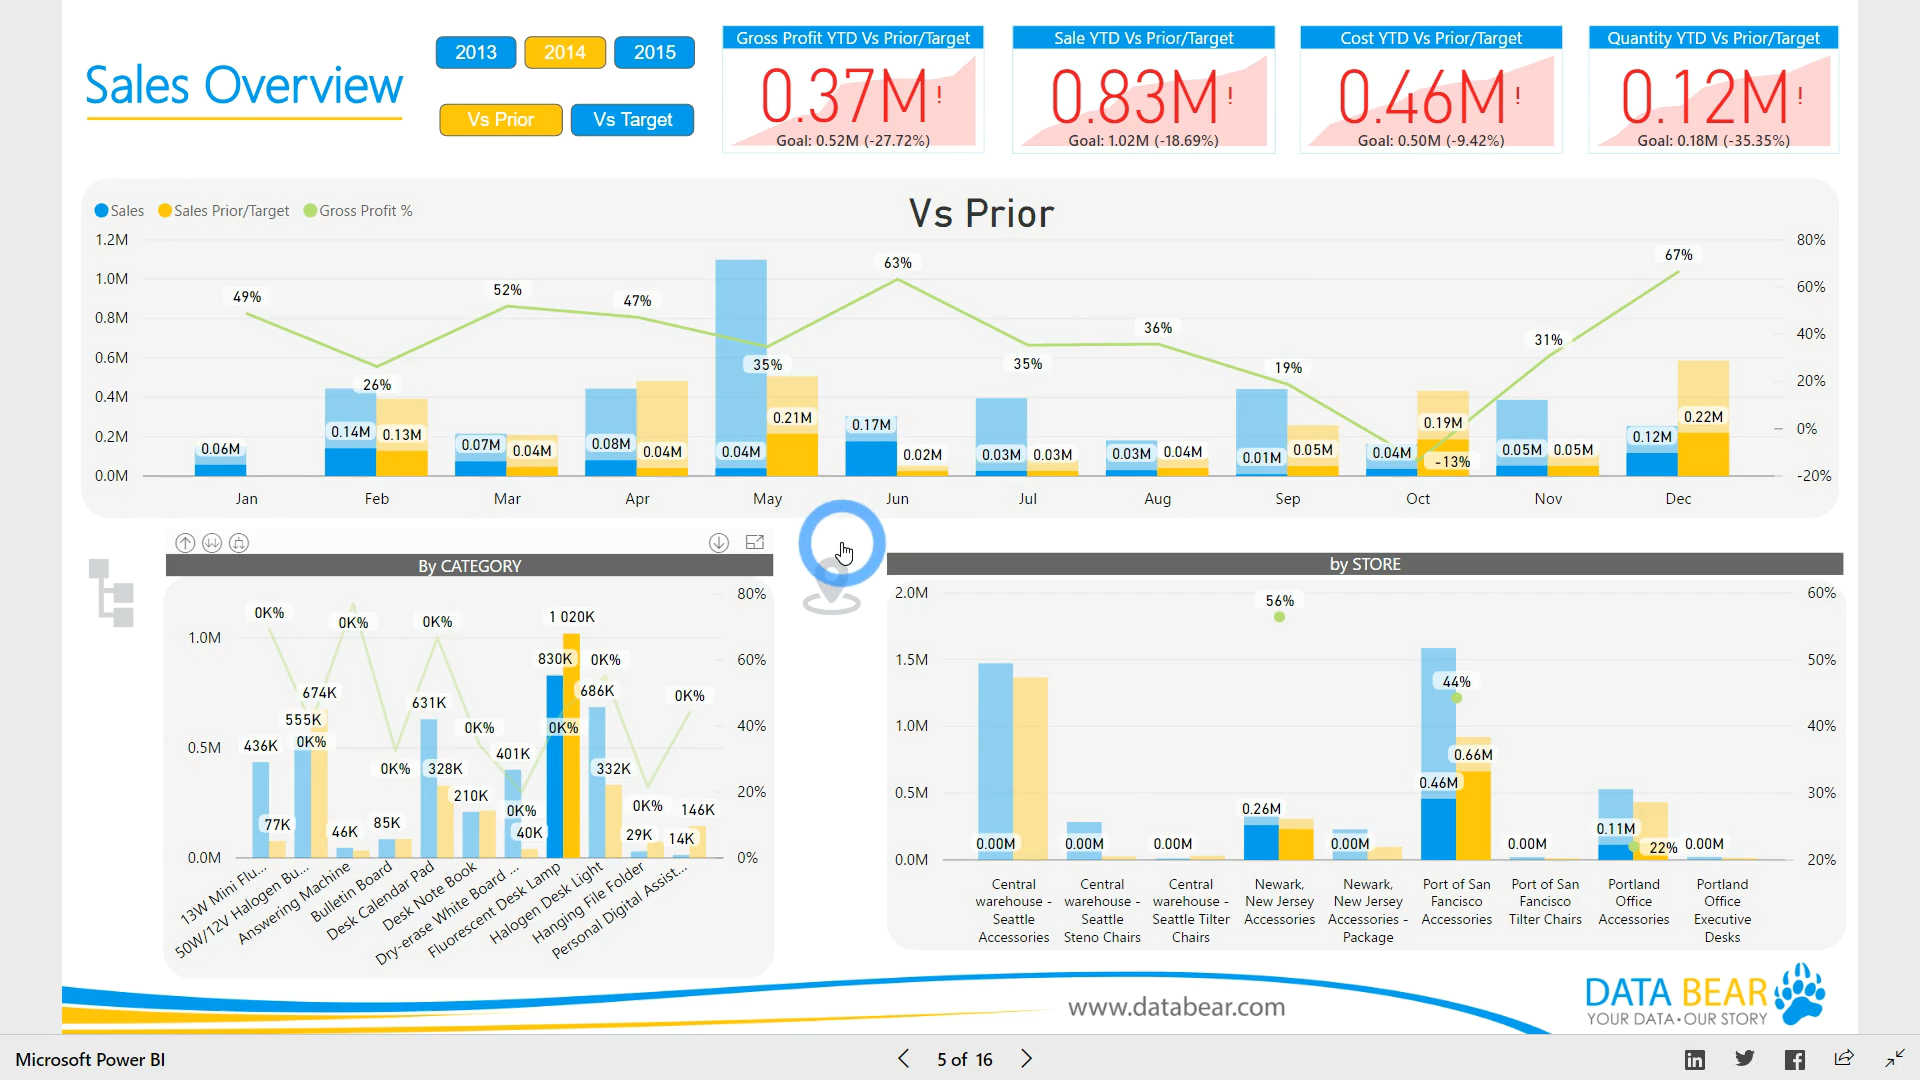 Sales Overview
2013
2014
2015
Vs Prior
Vs Target
Gross Profit YTD Vs Prior/Target
0.37M!
Goal: 0.52M (-27.72%)
Sale YTD Vs Prior/Target
0.83M!
Goal: 1.02M (-18.69%)
Cost YTD Vs Prior/Target
0.46M!
Goal: 0.50M (-9.42%)
Quantity YTD Vs Prior/Target
0.12M!
Goal: 0.18M (-35.35%)
Sales Sales Prior/Target Gross Profit %
Vs Prior
1.2M
1.0M
0.8M
0.6M
0.4M
0.2M
0.0M
80%
60%
40%
20%
0%
-20%
49% 26% 52% 47% 35% 63% 35% 36% 19% -13% 31% 67%
0.06M 0.14M 0.13M 0.07M 0.04M 0.08M 0.04M 0.04M 0.21M 0.17M 0.02M 0.03M 0.03M 0.03M 0.04M 0.01M 0.05M 0.04M 0.19M 0.05M 0.05M 0.12M 0.22M
Jan Feb Mar Apr May Jun Jul Aug Sep Oct Nov Dec
By CATEGORY
1.0M
0.5M
0.0M
80%
60%
40%
20%
0%
0K% 0K% 0K% 0K% 0K% 0K% 0K% 0K% 0K% 0K% 0K%
436K 77K 555K 674K 46K 85K 631K 328K 210K 401K 40K 830K 1 020K 686K 332K 29K 14K 146K
13W Mini Flu...
50W/12V Halogen Bu...
Answering Machine
Bulletin Board
Desk Calendar Pad
Desk Note Book
Dry-erase White Board ...
Fluorescent Desk Lamp
Halogen Desk Light
Hanging File Folder
Personal Digital Assist...
by STORE
2.0M
1.5M
1.0M
0.5M
0.0M
60%
50%
40%
30%
20%
56%
44%
22%
0.00M 0.00M 0.00M 0.26M 0.00M 0.46M 0.66M 0.00M 0.11M 0.00M
Central
warehouse -
Seattle
Accessories
Central
warehouse -
Seattle
Steno Chairs
Central
warehouse -
Seattle Tilter
Chairs
Newark,
New Jersey
Accessories
Newark,
New Jersey
Accessories -
Package
Port of San
Fancisco
Accessories
Port of San
Fancisco
Tilter Chairs
Portland
Office
Accessories
Portland
Office
Executive
Desks
www.databear.com
DATA BEAR
YOUR DATA•OUR STORY
Microsoft Power BI
5 of 16